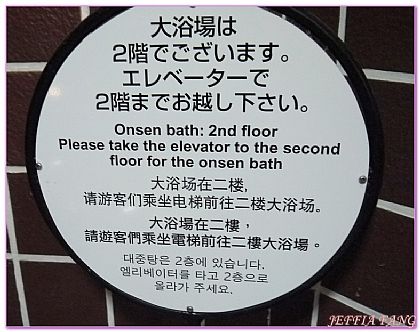 大浴場は
2階でございます。
エレベーターで
2階までお越し下さい。
Onsen bath: 2nd floor
Please take the elevator to the second
floor for the onsen bath
大浴场在二楼,
请游客们乘坐电梯前往二楼大浴场。
大浴場在二樓，
請遊客們乘坐電梯前往二樓大浴場。
대중탕은 2층에 있습니다.
엘리베이터를 타고 2층으로
올라가 주세요.
JEFFIA FANG